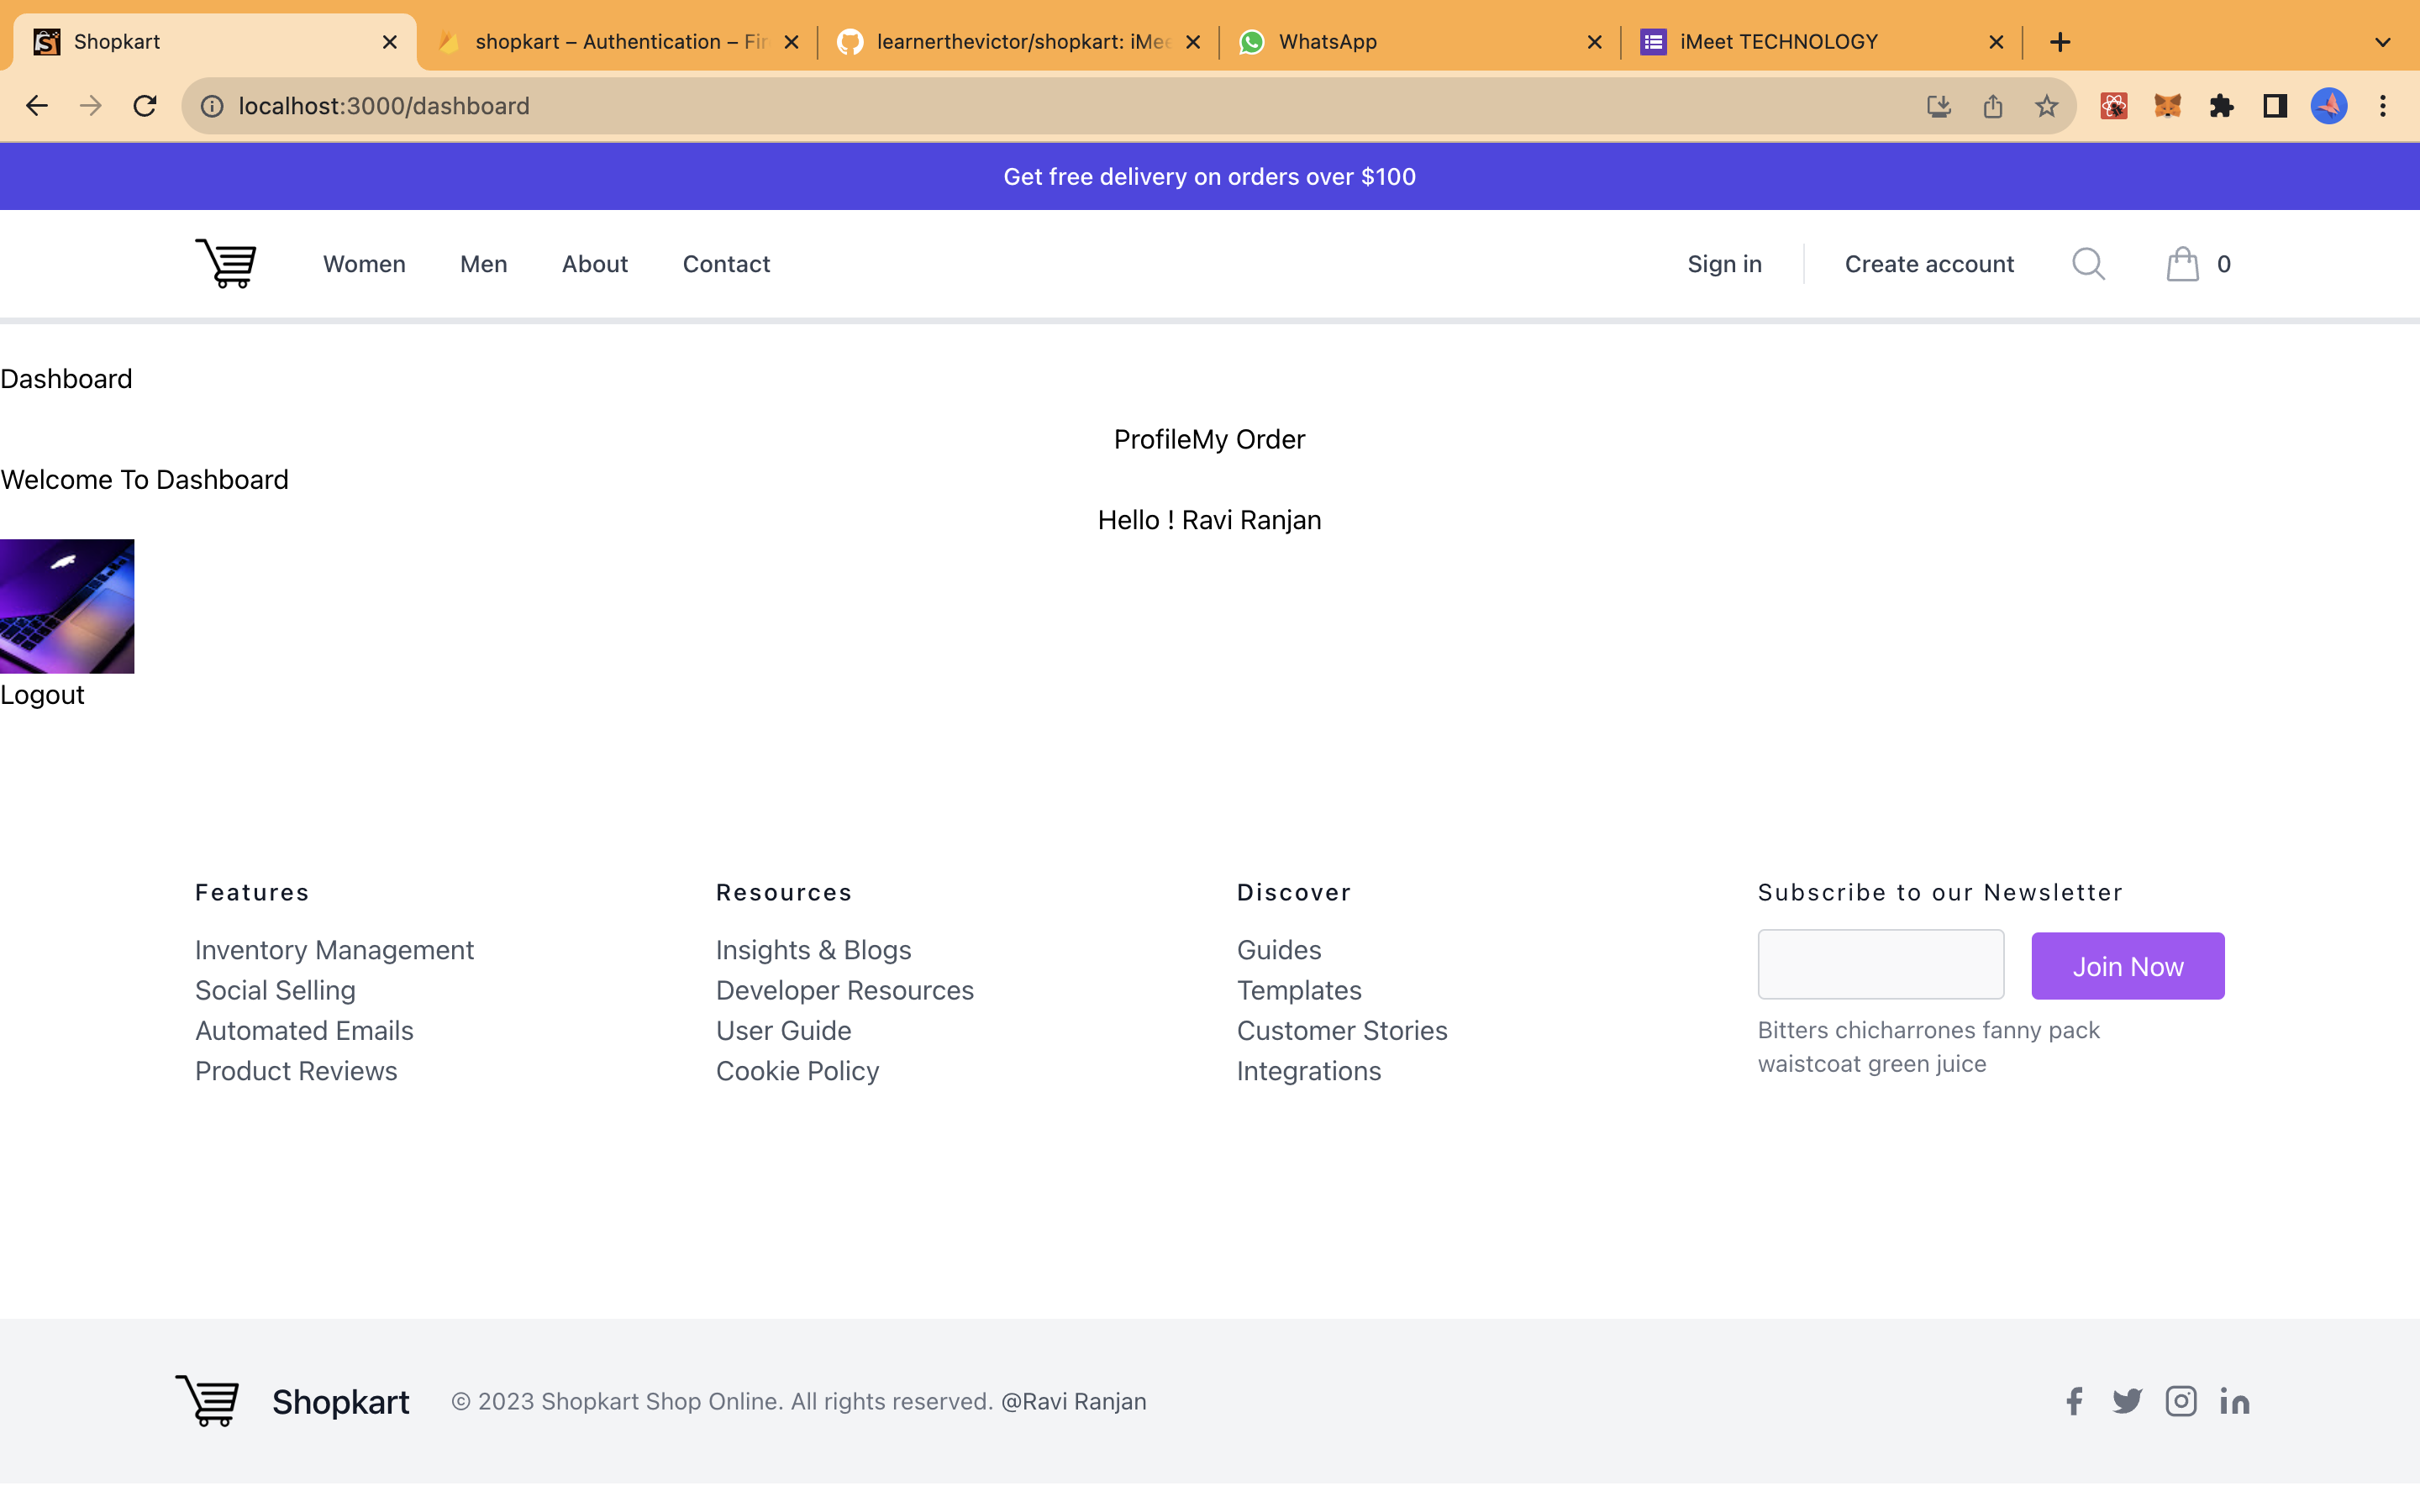 Shopkart
shopkart – Authentication – Fir
learnerthevictor/shopkart: iMee
WhatsApp
iMeet TECHNOLOGY
localhost:3000/dashboard
Get free delivery on orders over $100
Women
Men
About
Contact
Sign in
Create account
0
Dashboard
ProfileMy Order
Welcome To Dashboard
Hello ! Ravi Ranjan
Logout
Features
Inventory Management
Social Selling
Automated Emails
Product Reviews
Resources
Insights & Blogs
Developer Resources
User Guide
Cookie Policy
Discover
Guides
Templates
Customer Stories
Integrations
Subscribe to our Newsletter
Join Now
Bitters chicharrones fanny pack
waistcoat green juice
Shopkart
© 2023 Shopkart Shop Online. All rights reserved. @Ravi Ranjan